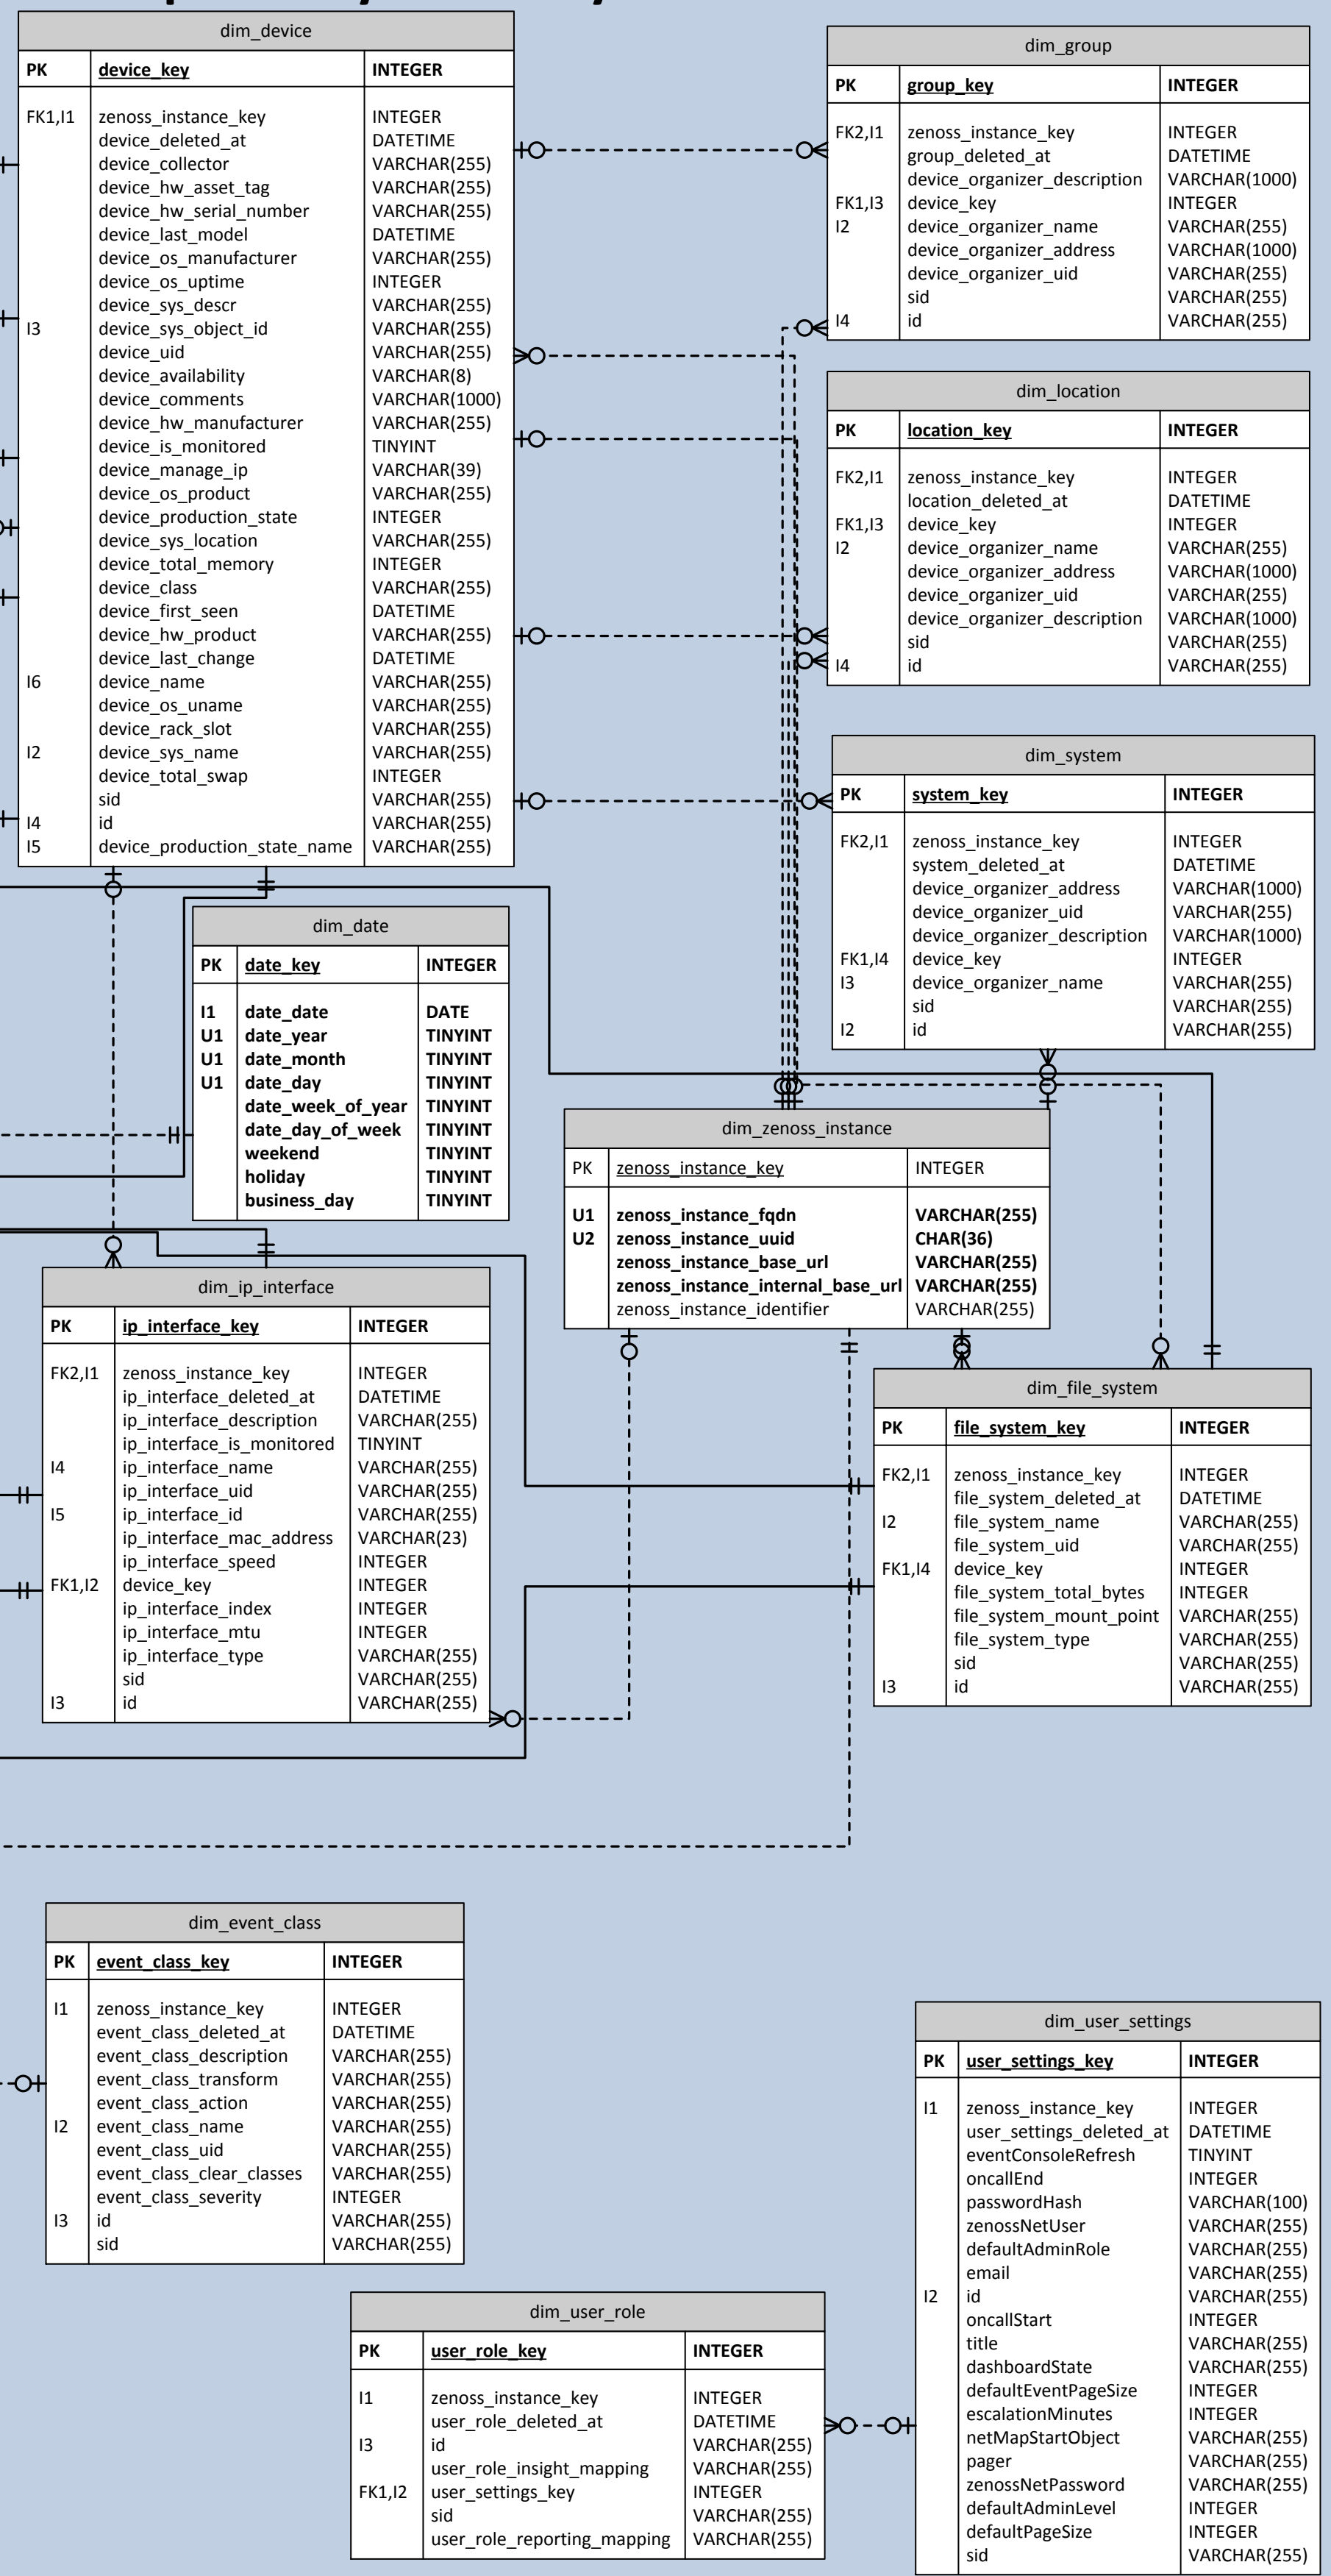 dim_device
PK device_key INTEGER
FK1,I1 zenoss_instance_key INTEGER
device_deleted_at DATETIME
device_collector VARCHAR(255)
device_hw_asset_tag VARCHAR(255)
device_hw_serial_number VARCHAR(255)
device_last_model DATETIME
device_os_manufacturer VARCHAR(255)
device_os_uptime INTEGER
device_sys_descr VARCHAR(255)
I3 device_sys_object_id VARCHAR(255)
device_uid VARCHAR(255)
device_availability VARCHAR(8)
device_comments VARCHAR(1000)
device_hw_manufacturer VARCHAR(255)
device_is_monitored TINYINT
device_manage_ip VARCHAR(39)
device_os_product VARCHAR(255)
device_production_state INTEGER
device_sys_location VARCHAR(255)
device_total_memory INTEGER
device_class VARCHAR(255)
device_first_seen DATETIME
device_hw_product VARCHAR(255)
device_last_change DATETIME
I6 device_name VARCHAR(255)
device_os_uname VARCHAR(255)
device_rack_slot VARCHAR(255)
I2 device_sys_name VARCHAR(255)
device_total_swap INTEGER
sid VARCHAR(255)
I4 id VARCHAR(255)
I5 device_production_state_name VARCHAR(255)
dim_group
PK group_key INTEGER
FK2,I1 zenoss_instance_key INTEGER
group_deleted_at DATETIME
device_organizer_description VARCHAR(1000)
FK1,I3 device_key INTEGER
I2 device_organizer_name VARCHAR(255)
device_organizer_address VARCHAR(1000)
device_organizer_uid VARCHAR(255)
sid VARCHAR(255)
I4 id VARCHAR(255)
dim_location
PK location_key INTEGER
FK2,I1 zenoss_instance_key INTEGER
location_deleted_at DATETIME
FK1,I3 device_key INTEGER
I2 device_organizer_name VARCHAR(255)
device_organizer_address VARCHAR(1000)
device_organizer_uid VARCHAR(255)
device_organizer_description VARCHAR(1000)
sid VARCHAR(255)
I4 id VARCHAR(255)
dim_system
PK system_key INTEGER
FK2,I1 zenoss_instance_key INTEGER
system_deleted_at DATETIME
device_organizer_address VARCHAR(1000)
device_organizer_uid VARCHAR(255)
device_organizer_description VARCHAR(1000)
FK1,I4 device_key INTEGER
I3 device_organizer_name VARCHAR(255)
sid VARCHAR(255)
I2 id VARCHAR(255)
dim_date
PK date_key INTEGER
I1 date_date DATE
U1 date_year TINYINT
U1 date_month TINYINT
U1 date_day TINYINT
date_week_of_year TINYINT
date_day_of_week TINYINT
weekend TINYINT
holiday TINYINT
business_day TINYINT
dim_zenoss_instance
PK zenoss_instance_key INTEGER
U1 zenoss_instance_fqdn VARCHAR(255)
U2 zenoss_instance_uuid CHAR(36)
zenoss_instance_base_url VARCHAR(255)
zenoss_instance_internal_base_url VARCHAR(255)
zenoss_instance_identifier VARCHAR(255)
dim_ip_interface
PK ip_interface_key INTEGER
FK2,I1 zenoss_instance_key INTEGER
ip_interface_deleted_at DATETIME
ip_interface_description VARCHAR(255)
ip_interface_is_monitored TINYINT
I4 ip_interface_name VARCHAR(255)
ip_interface_uid VARCHAR(255)
I5 ip_interface_id VARCHAR(255)
ip_interface_mac_address VARCHAR(23)
ip_interface_speed INTEGER
FK1,I2 device_key INTEGER
ip_interface_index INTEGER
ip_interface_mtu INTEGER
ip_interface_type VARCHAR(255)
sid VARCHAR(255)
I3 id VARCHAR(255)
dim_file_system
PK file_system_key INTEGER
FK2,I1 zenoss_instance_key INTEGER
file_system_deleted_at DATETIME
I2 file_system_name VARCHAR(255)
file_system_uid VARCHAR(255)
FK1,I4 device_key INTEGER
file_system_total_bytes INTEGER
file_system_mount_point VARCHAR(255)
file_system_type VARCHAR(255)
sid VARCHAR(255)
I3 id VARCHAR(255)
dim_event_class
PK event_class_key INTEGER
I1 zenoss_instance_key INTEGER
event_class_deleted_at DATETIME
event_class_description VARCHAR(255)
event_class_transform VARCHAR(255)
event_class_action VARCHAR(255)
I2 event_class_name VARCHAR(255)
event_class_uid VARCHAR(255)
event_class_clear_classes VARCHAR(255)
event_class_severity INTEGER
I3 id VARCHAR(255)
sid VARCHAR(255)
dim_user_settings
PK user_settings_key INTEGER
I1 zenoss_instance_key INTEGER
user_settings_deleted_at DATETIME
eventConsoleRefresh TINYINT
oncallEnd INTEGER
passwordHash VARCHAR(100)
zenossNetUser VARCHAR(255)
defaultAdminRole VARCHAR(255)
email VARCHAR(255)
I2 id VARCHAR(255)
oncallStart INTEGER
title VARCHAR(255)
dashboardState VARCHAR(255)
defaultEventPageSize INTEGER
escalationMinutes INTEGER
netMapStartObject VARCHAR(255)
pager VARCHAR(255)
zenossNetPassword VARCHAR(255)
defaultAdminLevel INTEGER
defaultPageSize INTEGER
sid VARCHAR(255)
dim_user_role
PK user_role_key INTEGER
I1 zenoss_instance_key INTEGER
user_role_deleted_at DATETIME
I3 id VARCHAR(255)
user_role_insight_mapping VARCHAR(255)
FK1,I2 user_settings_key INTEGER
sid VARCHAR(255)
user_role_reporting_mapping VARCHAR(255)